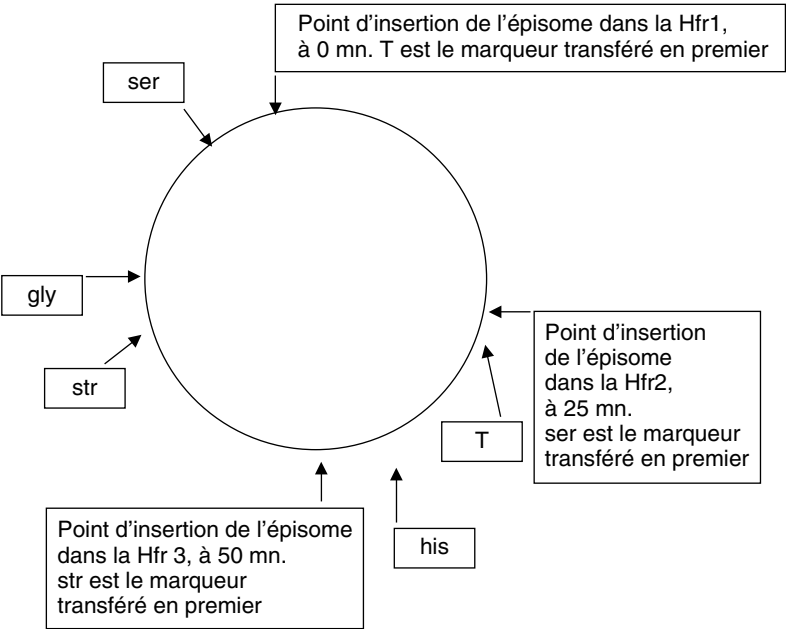 Point d'insertion de l'épisome dans la Hfr1,
à 0 mn. T est le marqueur transféré en premier
ser
gly
str
Point d'insertion
de l'épisome
dans la Hfr2,
à 25 mn.
ser est le marqueur
transféré en premier
T
his
Point d'insertion de l'épisome
dans la Hfr 3, à 50 mn.
str est le marqueur
transféré en premier